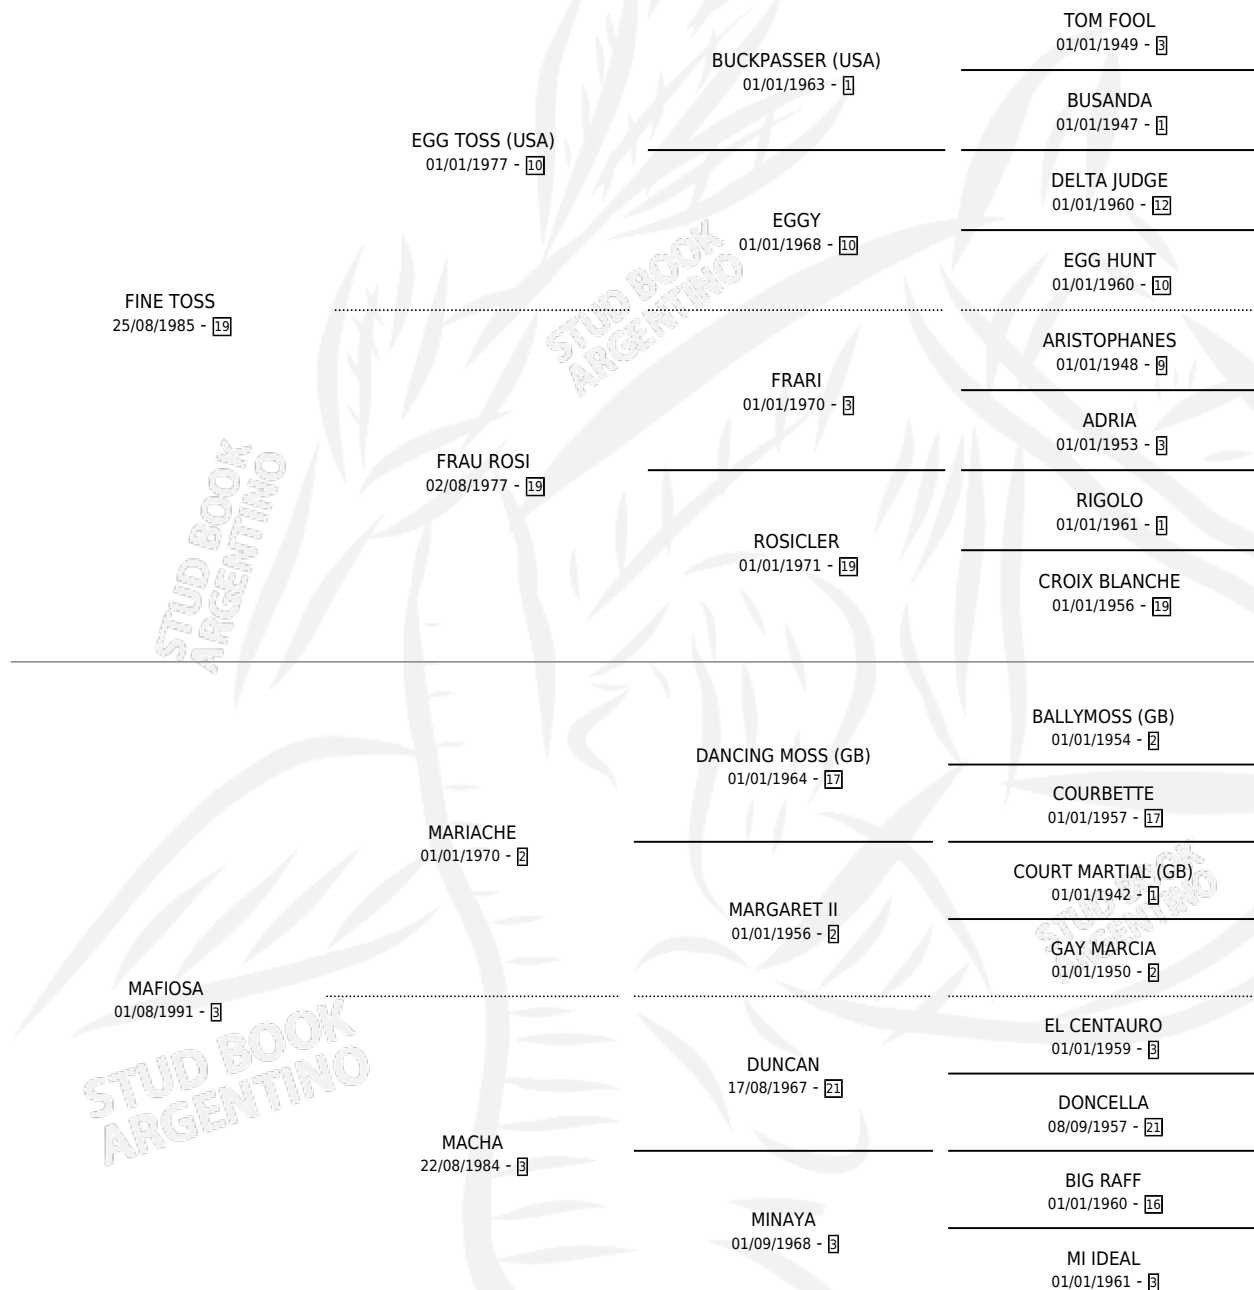 TOM FOOL
01/01/1949 - 3
BUCKPASSER (USA)
01/01/1963 - 1
BUSANDA
01/01/1947 - 1
EGG TOSS (USA)
01/01/1977 - 10
DELTA JUDGE
01/01/1960 - 12
EGGY
01/01/1968 - 10
EGG HUNT
01/01/1960 - 10
FINE TOSS
25/08/1985 - 19
ARISTOPHANES
01/01/1948 - 9
FRARI
01/01/1970 - 3
ADRIA
01/01/1953 - 3
FRAU ROSI
02/08/1977 - 19
RIGOLO
01/01/1961 - 1
ROSICLER
01/01/1971 - 19
CROIX BLANCHE
01/01/1956 - 19
BALLYMOSS (GB)
01/01/1954 - 2
DANCING MOSS (GB)
01/01/1964 - 17
COURBETTE
01/01/1957 - 17
MARIACHE
01/01/1970 - 2
COURT MARTIAL (GB)
01/01/1942 - 1
MARGARET II
01/01/1956 - 2
GAY MARCIA
01/01/1950 - 2
MAFIOSA
01/08/1991 - 3
EL CENTAURO
01/01/1959 - 3
DUNCAN
17/08/1967 - 21
DONCELLA
08/09/1957 - 21
MACHA
22/08/1984 - 3
BIG RAFF
01/01/1960 - 16
MINAYA
01/09/1968 - 3
MI IDEAL
01/01/1961 - 3
STUD BOOK
ARGENTINO
STUD BOOK
ARGENTINO
STUD BOOK
ARGENTINO
STUD BOOK
ARGENTINO